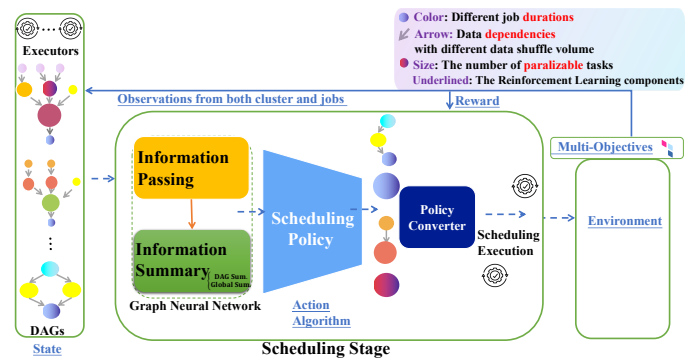 Color: Different job durations
Arrow: Data dependencies
with different data shuffle volume
Size: The number of paralizable tasks
Underlined: The Reinforcement Learning components
Executors
Observations from both cluster and jobs
Reward
Multi-Objectives
Information
Passing
Information
Summary
DAG Sum.
Global Sum.
Graph Neural Network
Scheduling
Policy
Action
Algorithm
Policy
Converter
Scheduling
Execution
Environment
...
DAGs
State
Scheduling Stage